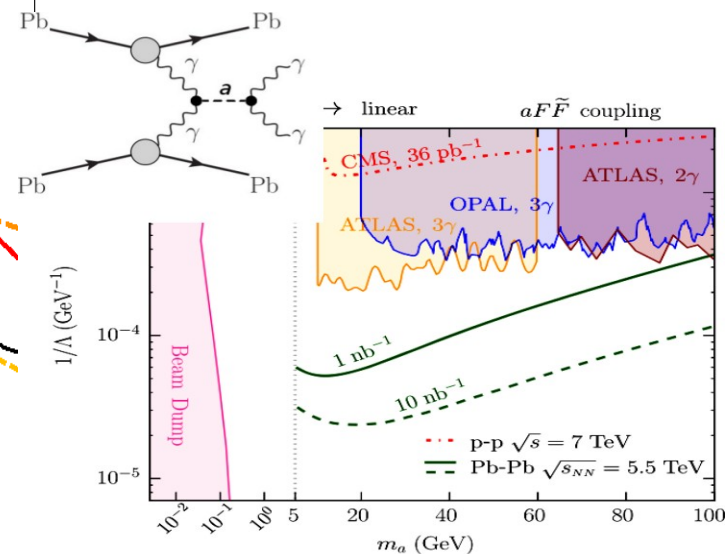 Pb
Pb
γ
γ
a
γ
γ
Pb
Pb
→ linear
aFF̃ coupling
CMS, 36 pb⁻¹
ATLAS, 2γ
OPAL, 3γ
ATLAS, 3γ
1/Λ (GeV⁻¹)
10⁻⁴
10⁻⁵
Beam Dump
1 nb⁻¹
10 nb⁻¹
p-p √s = 7 TeV
Pb-Pb √sNN = 5.5 TeV
10⁻² 10⁻¹ 10⁰ 5 20 40 60 80 100
mₐ (GeV)